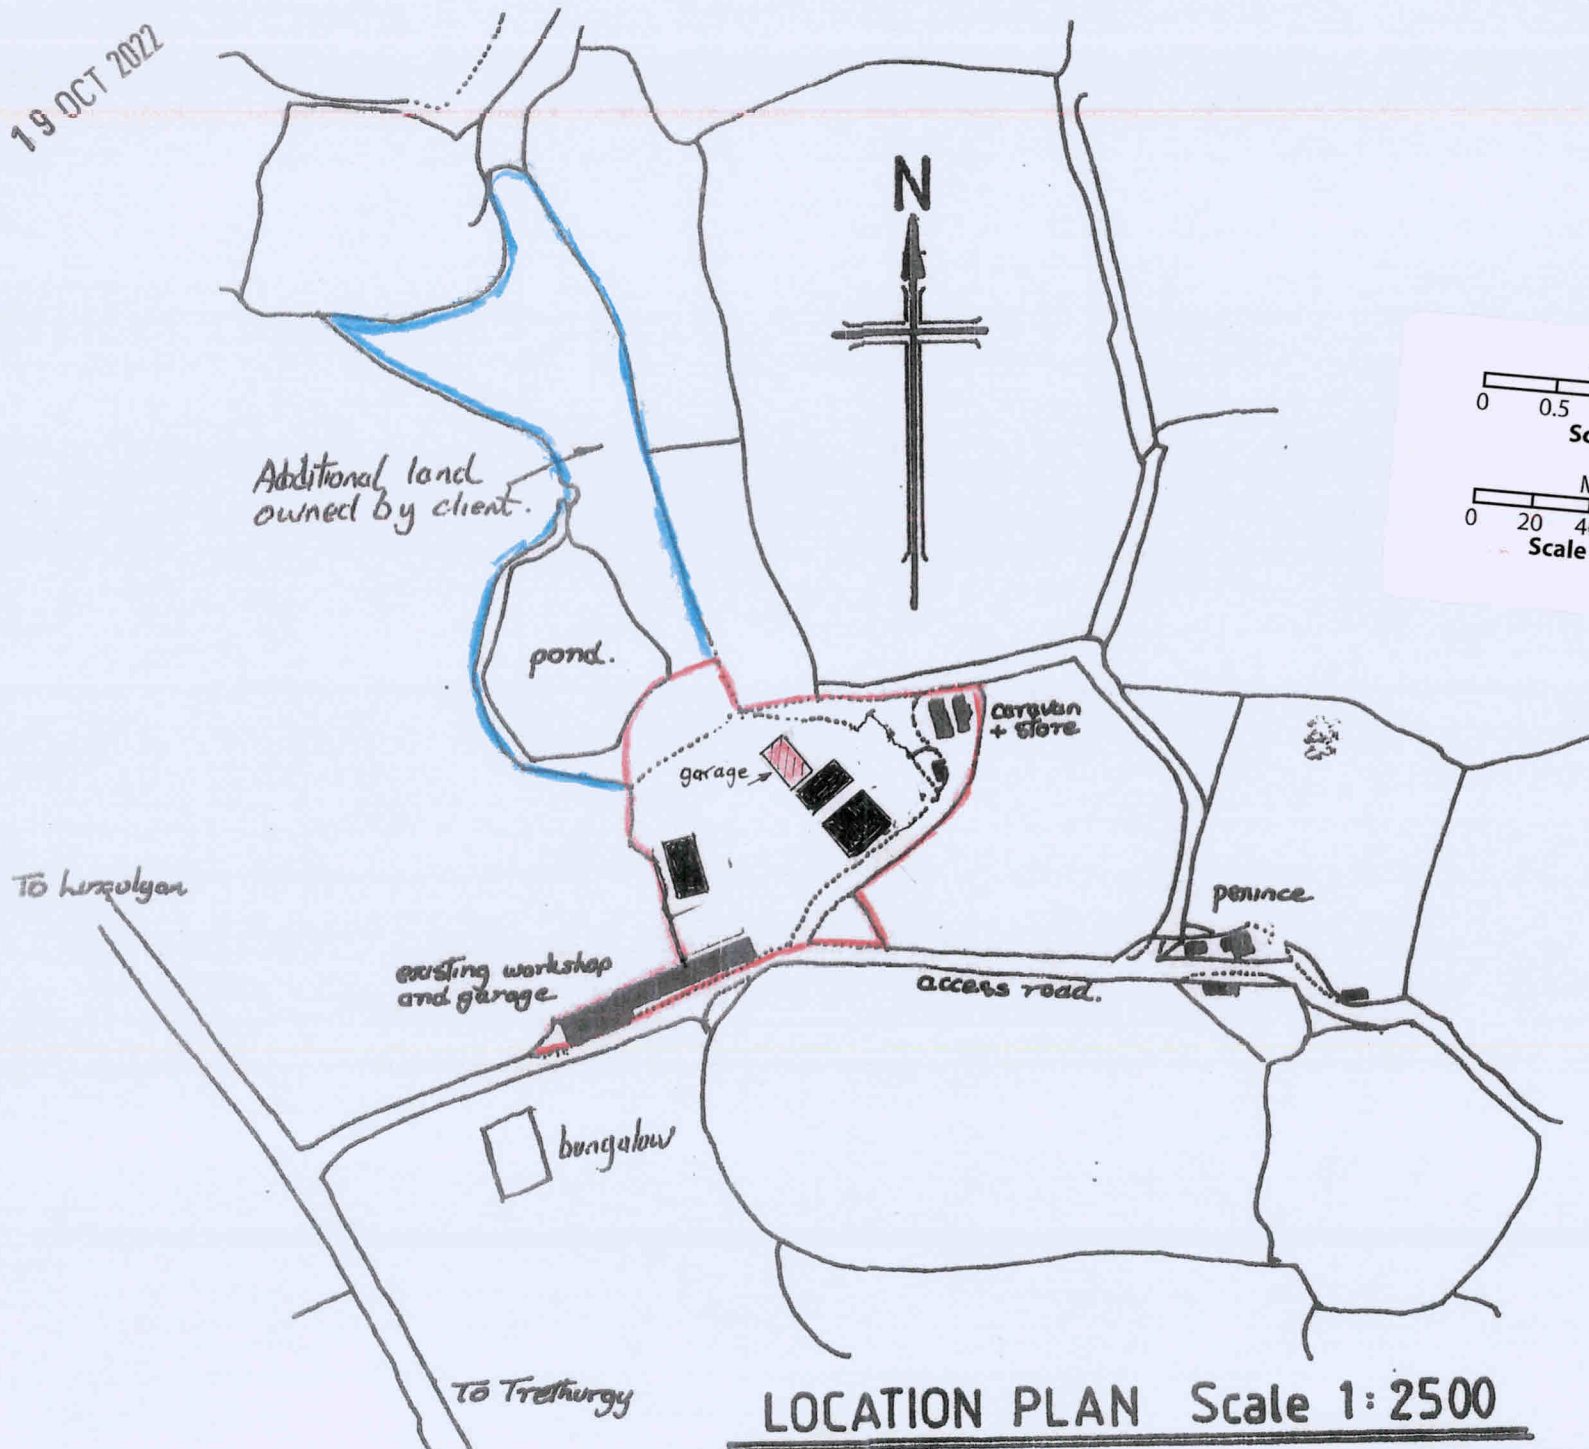 19 OCT 2022
N
0 0.5
0 20
Scale
Additional land
owned by client.
pond.
caravan
+ store
garage
To Luxulyan
penince
existing workshop
and garage
access road.
bungalow
To Trethurgy
LOCATION PLAN Scale 1:2500